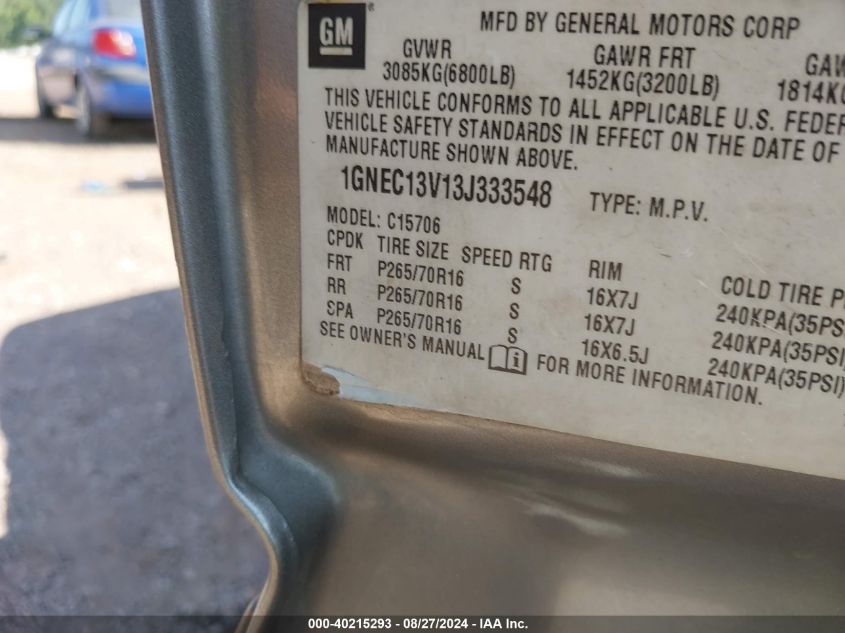 GM
MFD BY GENERAL MOTORS CORP
GVWR GAWR FRT
3085KG(6800LB) 1452KG(3200LB)
THIS VEHICLE CONFORMS TO ALL APPLICABLE U.S.
VEHICLE SAFETY STANDARDS IN EFFECT ON THE DATE OF
MANUFACTURE SHOWN ABOVE.
1GNEC13V13J333548 TYPE: M.P.V.
MODEL: C15706
CPDK TIRE SIZE SPEED RTG RIM COLD TIRE
FRT P265/70R16 S 16X7J 240KPA(35PSI)
RR P265/70R16 S 16X7J 240KPA(35PSI)
SPA P265/70R16 S 16X6.5J 240KPA(35PSI)
SEE OWNER'S MANUAL FOR MORE INFORMATION.
000-40215293 - 08/27/2024 - IAA Inc.